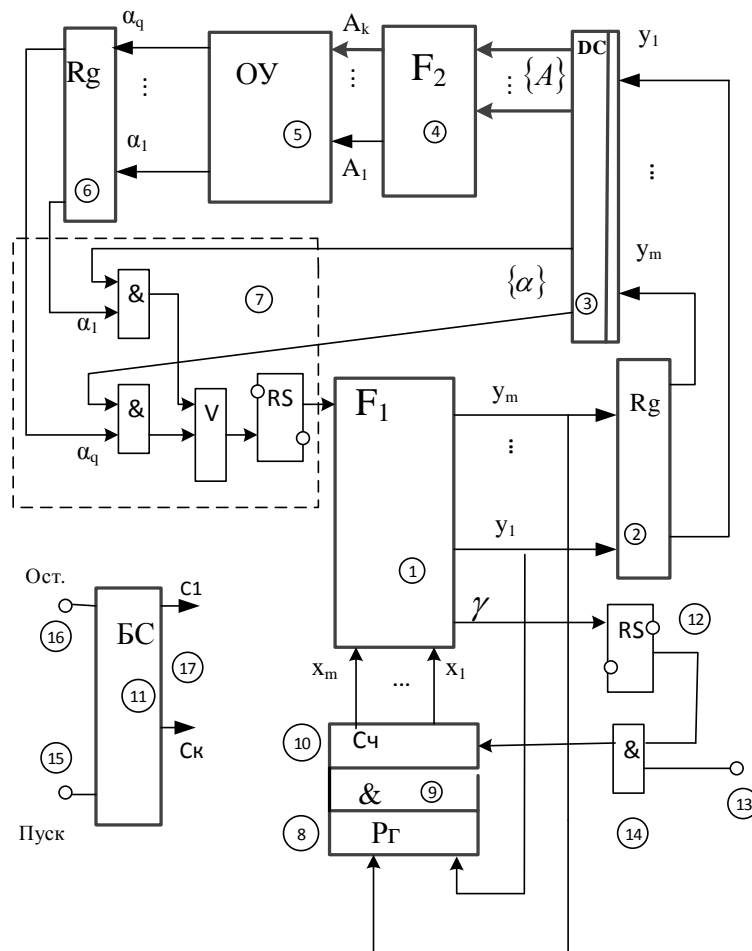 αq Ak y1
Rg ОУ F2 DC
⋮ ⋮ ⋮ {A}
α1 A1
6 5 4
⋮
ym
{α} 3
& 7
α1
& V RS F1 ym Rg
αq
⋮
y1 2
1
γ RS 12
Ост. C1
16 БС 17
11
Ск
15
Пуск
xm ... x1
10 Сч
& 9
8 Рг
& 13
14